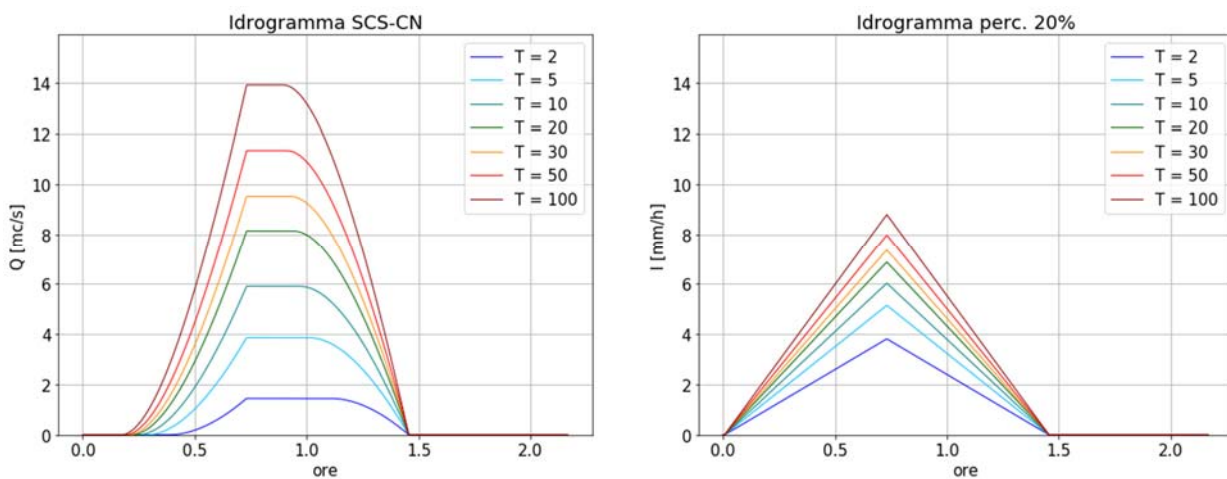 Idrogramma SCS-CN
Q [mc/s]
14
12
10
8
6
4
2
0
T = 2
T = 5
T = 10
T = 20
T = 30
T = 50
T = 100
0.0 0.5 1.0 1.5 2.0
ore
Idrogramma perc. 20%
I [mm/h]
14
12
10
8
6
4
2
0
T = 2
T = 5
T = 10
T = 20
T = 30
T = 50
T = 100
0.0 0.5 1.0 1.5 2.0
ore